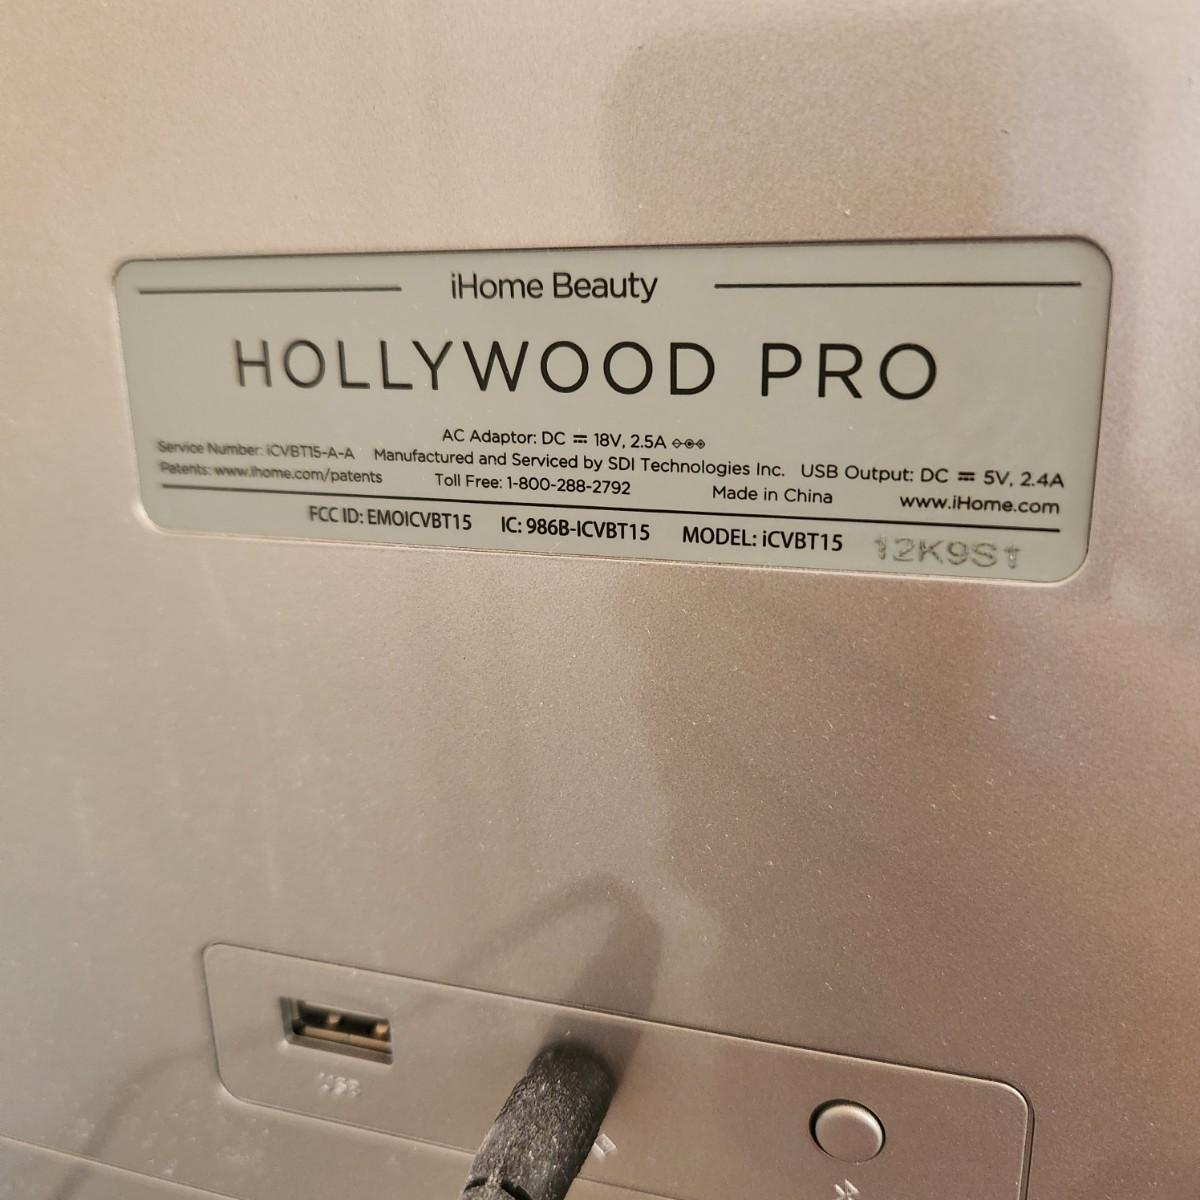 iHome Beauty
HOLLYWOOD PRO
AC Adaptor: DC ⎓ 18V, 2.5A
Service Number: iCVBT15-A-A Manufactured and Serviced by SDI Technologies Inc. USB Output: DC ⎓ 5V, 2.4A
Patents: www.ihome.com/patents Toll Free: 1-800-288-2792 Made in China www.iHome.com
FCC ID: EMOICVBT15 IC: 986B-ICVBT15 MODEL: iCVBT15 12K9S1
USB